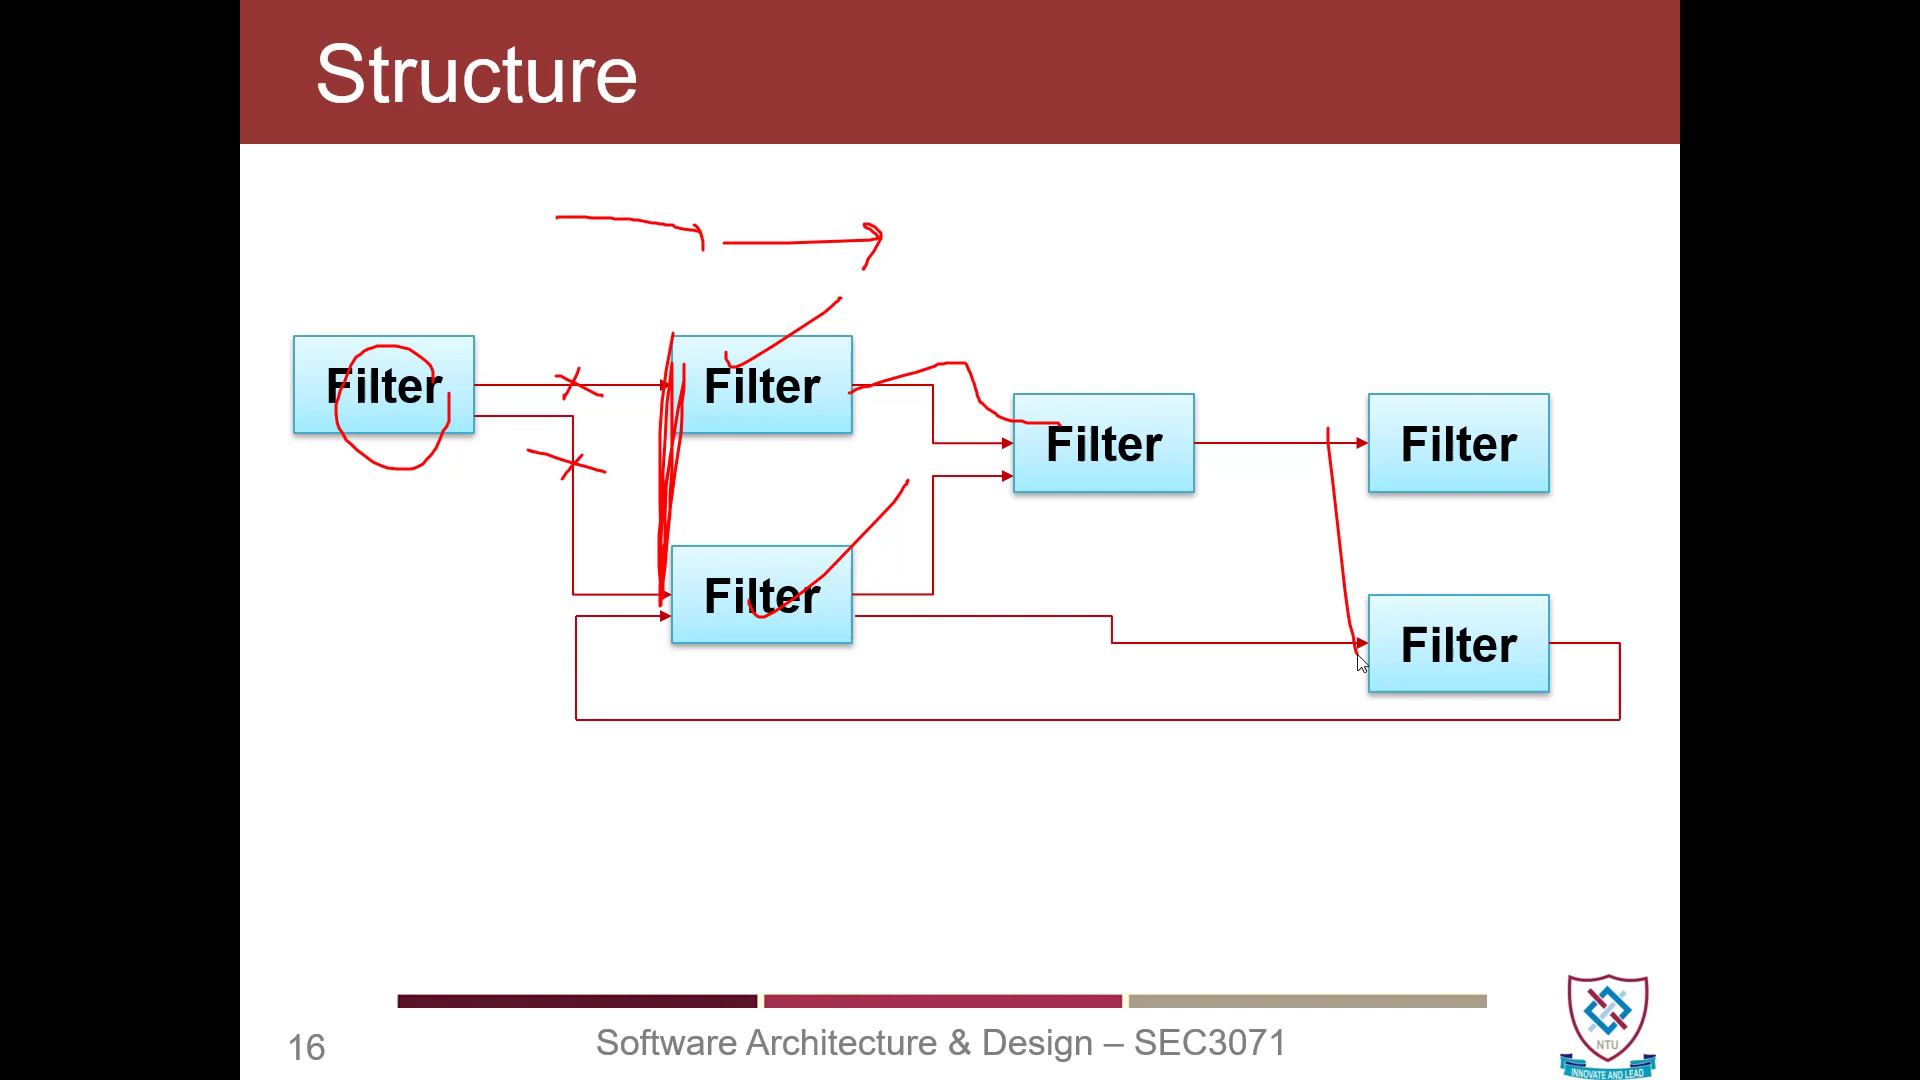 Structure
Filter
Filter
Filter
Filter
Filter
Filter
16
Software Architecture & Design – SEC3071
NTU
INNOVATE AND LEAD